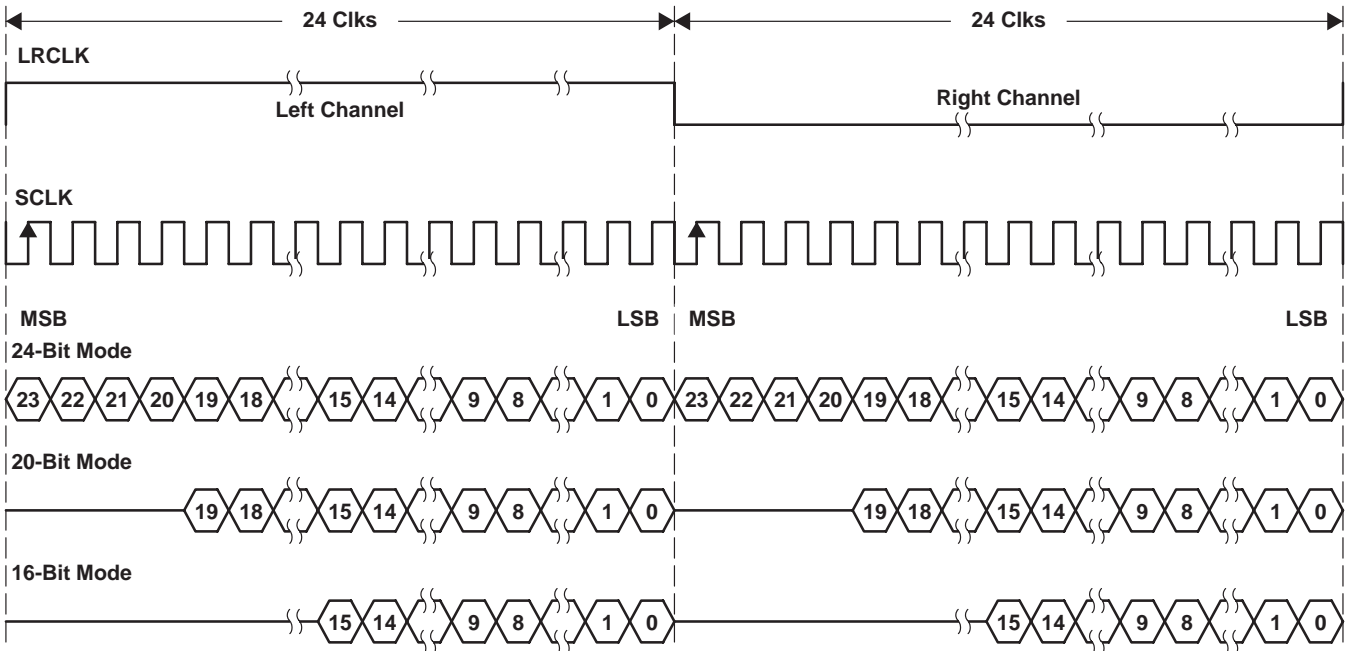 24 Clks 24 Clks
LRCLK
Left Channel Right Channel
SCLK
MSB LSB MSB LSB
24-Bit Mode
23 22 21 20 19 18 15 14 9 8 1 0 23 22 21 20 19 18 15 14 9 8 1 0
20-Bit Mode
19 18 15 14 9 8 1 0 19 18 15 14 9 8 1 0
16-Bit Mode
15 14 9 8 1 0 15 14 9 8 1 0